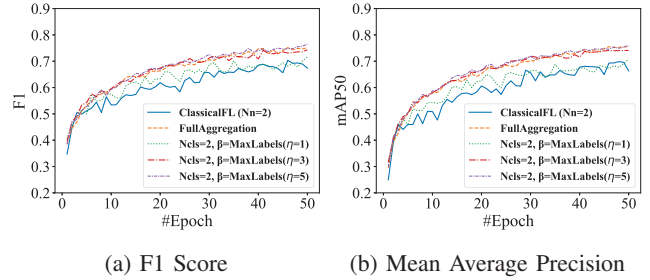 0.9
0.8
0.7
0.6
0.5
0.4
0.3
0.2
F1
0 10 20 30 40 50
#Epoch
ClassicalFL (Nn=2)
FullAggregation
Ncls=2, β=MaxLabels(η=1)
Ncls=2, β=MaxLabels(η=3)
Ncls=2, β=MaxLabels(η=5)
(a) F1 Score
0.9
0.8
0.7
0.6
0.5
0.4
0.3
0.2
mAP50
0 10 20 30 40 50
#Epoch
ClassicalFL (Nn=2)
FullAggregation
Ncls=2, β=MaxLabels(η=1)
Ncls=2, β=MaxLabels(η=3)
Ncls=2, β=MaxLabels(η=5)
(b) Mean Average Precision